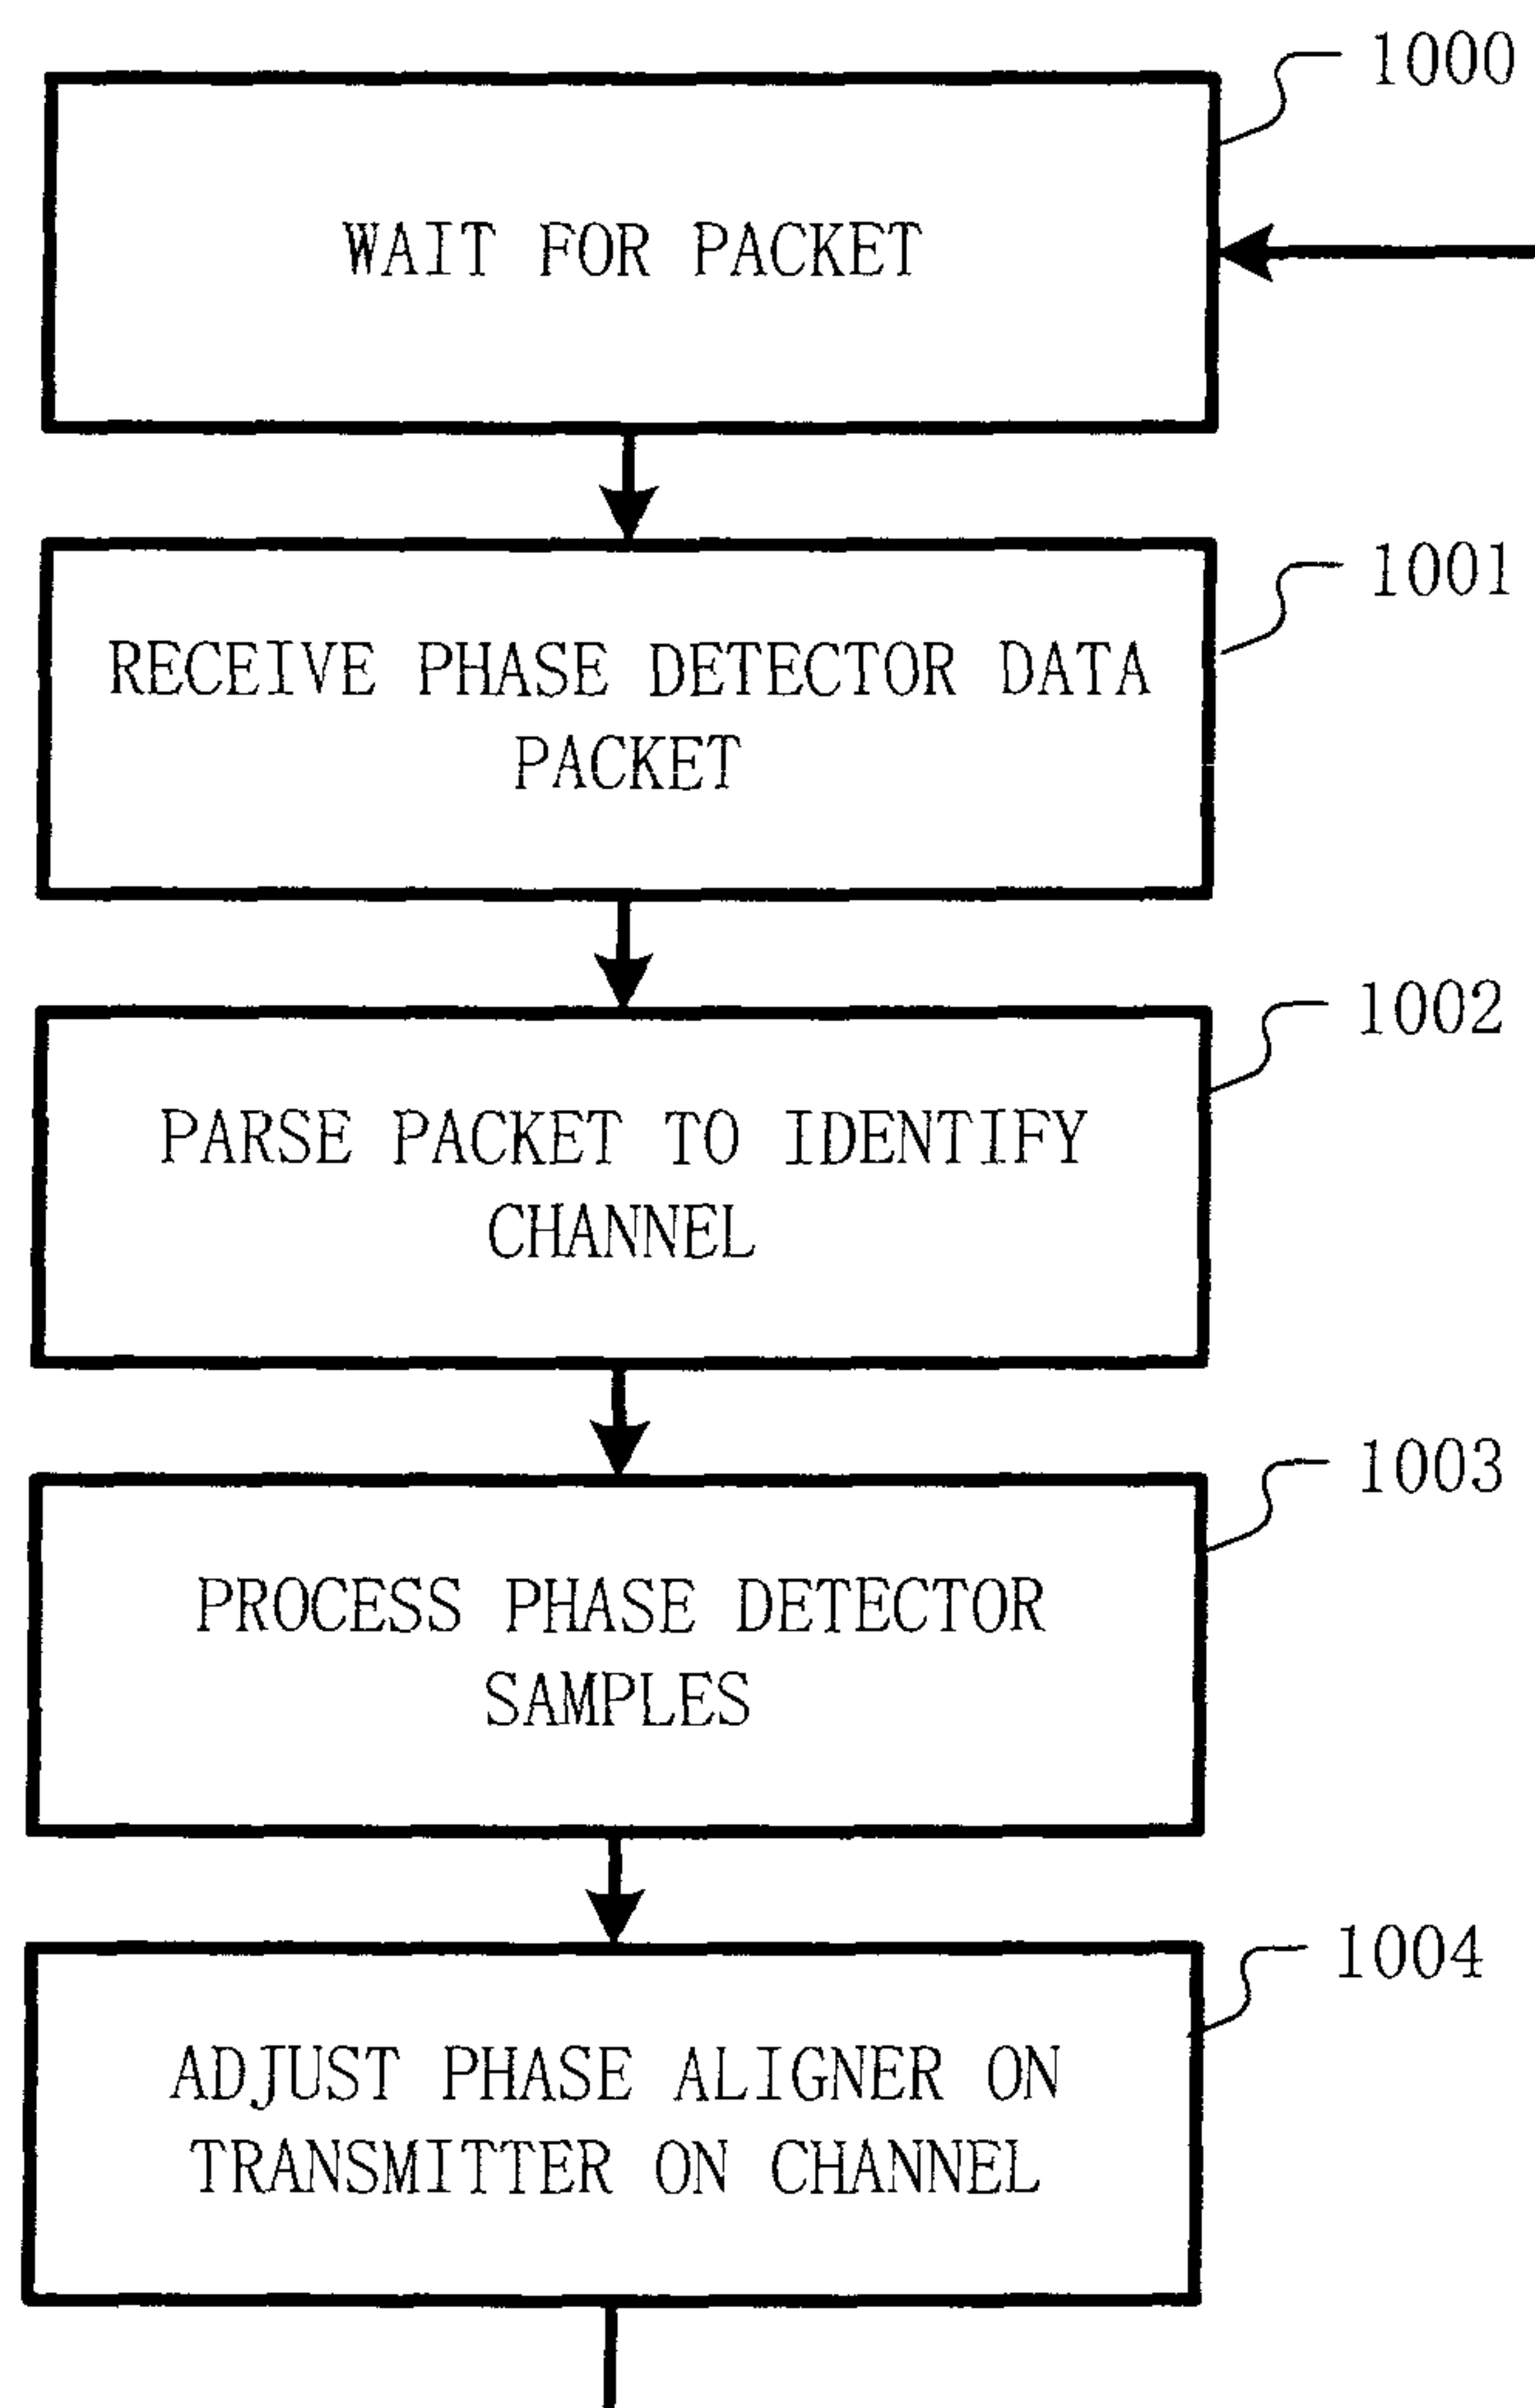 1000
WAIT FOR PACKET
1001
RECEIVE PHASE DETECTOR DATA
PACKET
1002
PARSE PACKET TO IDENTIFY
CHANNEL
1003
PROCESS PHASE DETECTOR
SAMPLES
1004
ADJUST PHASE ALIGNER ON
TRANSMITTER ON CHANNEL